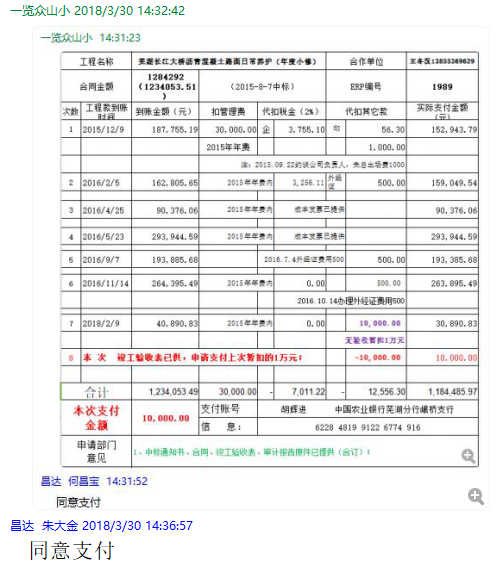 一览众山小 2018/3/30 14:32:42
一览众山小 14:31:23
工程名称 芜湖长江大桥沥青混凝土路面日常养护(年度小修) 合作单位 王冬汉13855369629
合同金额 1284292 (1234053.51) (2015-8-7中标) ERP编号 1989
次数 工程款到账时间 到账金额(元) 扣管理费 代扣税金(2%) 代扣其它款 实际支付金额(元)
1 2015/12/9 187,755.19 30,000.00 企 3,755.10 印 56.30 152,943.79
2015年年费 1,000.00
注:2015.09.22约谈公司负责人,朱总出场费1000
2 2016/2/5 162,805.65 2015年年费内 3,256.11 外经证 500.00 159,049.54
3 2016/4/25 90,376.06 2015年年费内 成本发票已提供 90,376.06
4 2016/5/23 293,944.59 2015年年费内 成本发票已提供 293,944.59
5 2016/9/7 193,885.68 2016.7.4外经证费用500 500.00 193,385.68
6 2016/11/14 264,395.49 2015年年费内 0.00 500.00 263,895.49
2016.10.14办理外经证费用500
7 2018/2/9 40,890.83 2015年年费内 0.00 10,000.00 30,890.83
无验收暂扣1万元
8 本次 竣工验收表已供,申请支付上次暂扣的1万元! -10,000.00 10,000.00
合计 1,234,053.49 30,000.00 - 7,011.22 - 12,556.30 1,184,485.97
本次支付金额 10,000.00 支付账号 胡辉进 中国农业银行芜湖分行峨桥支行
信 息: 6228 4819 9122 6774 916
申请部门意见 1、中标通知书、合同、竣工验收表、审计报告原件已提供(合订)!
昌达 何昌宝 14:31:52
同意支付
昌达 朱大金 2018/3/30 14:36:57
同意支付